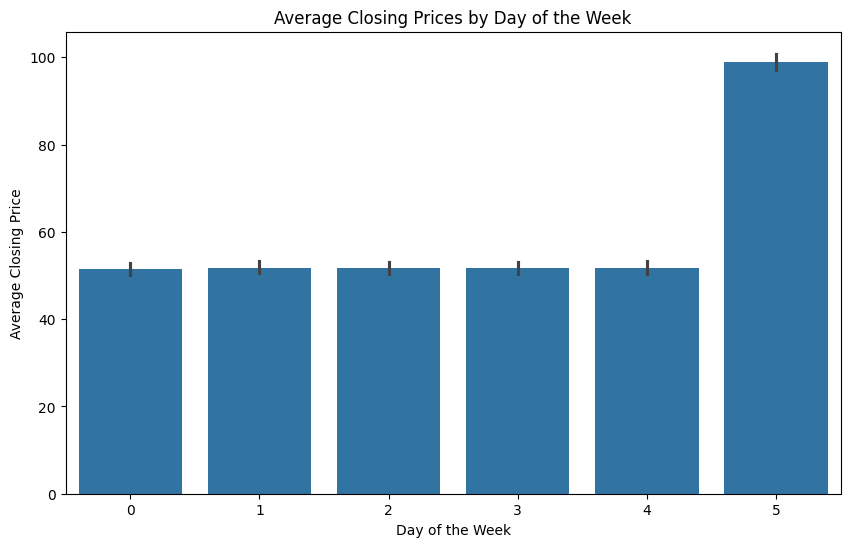 Average Closing Prices by Day of the Week
Average Closing Price
100
80
60
40
20
0
0 1 2 3 4 5
Day of the Week